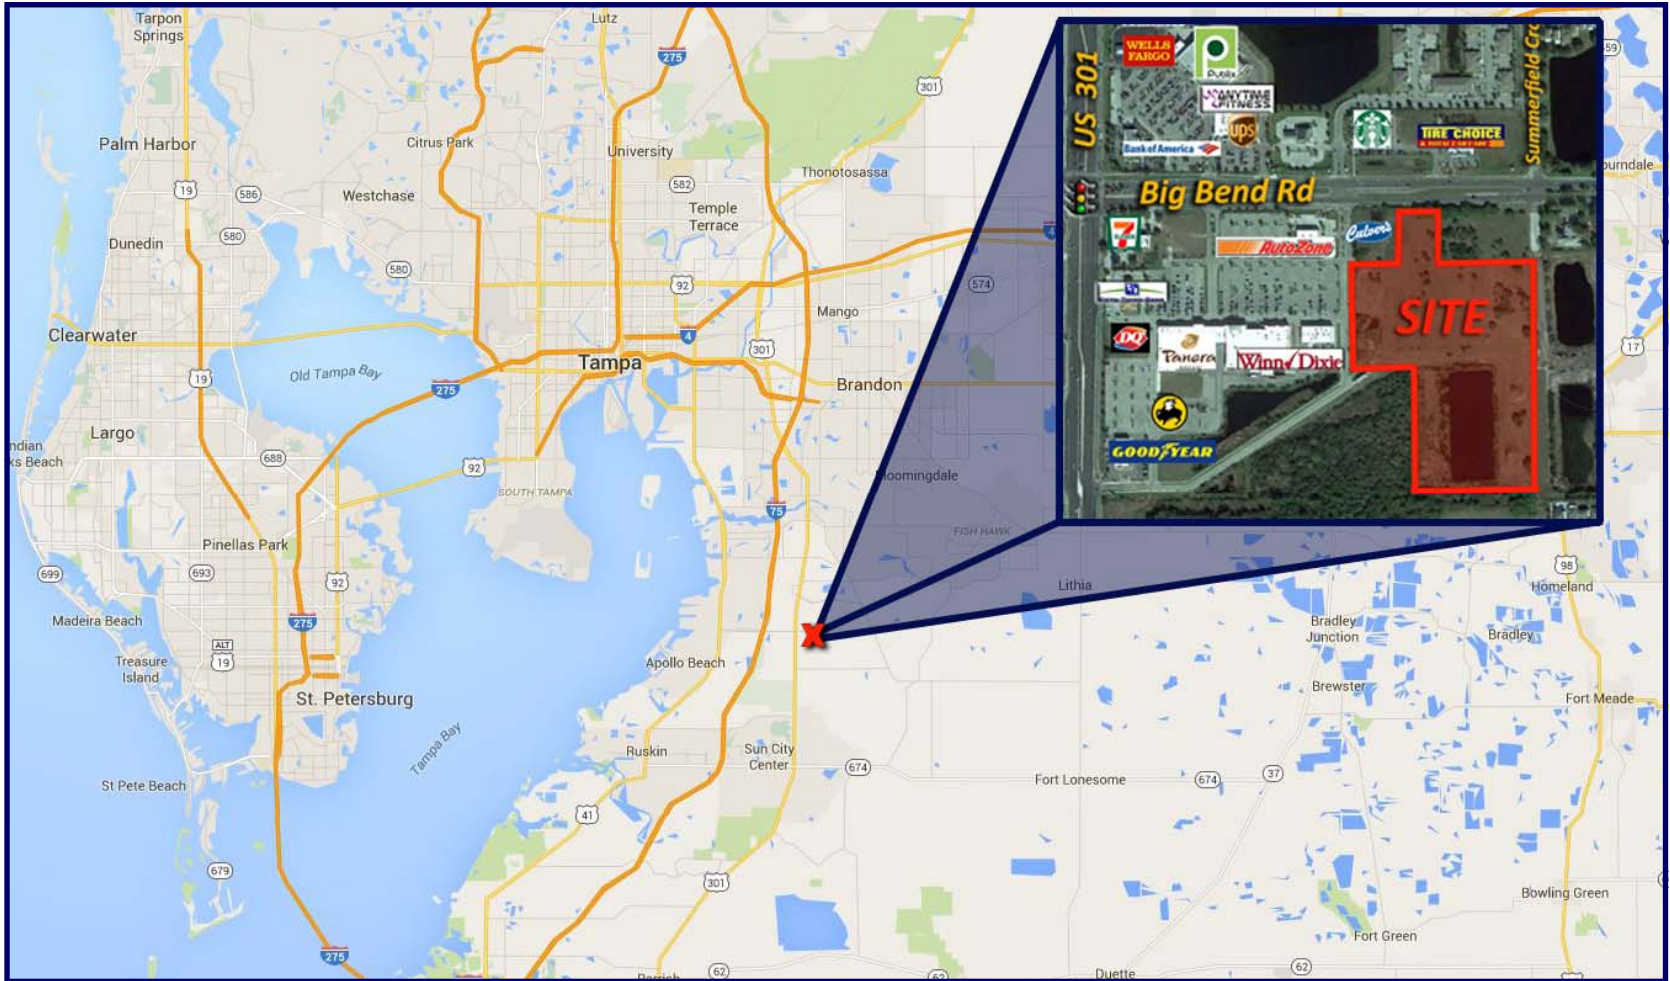 Tarpon
Springs
Lutz
275
301
Palm Harbor
Citrus Park
University
Thonotosassa
19
586
Westchase
582
Temple
Terrace
Dunedin
580
580
92
574
Mango
Clearwater
4
301
Old Tampa Bay
Tampa
19
275
Brandon
Largo
688
92
SOUTH TAMPA
75
FISH HAWK
Pinellas Park
699
693
92
Lithia
98
Homeland
Madeira Beach
275
Bradley
Junction
Bradley
ALT
19
Treasure
Island
Apollo Beach
X
St. Petersburg
Brewster
Fort Meade
Tampa Bay
Ruskin
Sun City
Center
674
Fort Lonesome
674
37
St Pete Beach
41
679
301
Bowling Green
Fort Green
275
62
62
Duette
17
US 301
WELLS
FARGO
Publix
ANYTIME
FITNESS
ups
Bank of America
TIRE CHOICE
Big Bend Rd
7
AutoZone
Culver's
SITE
DQ
Panera
Winn Dixie
GOODYEAR